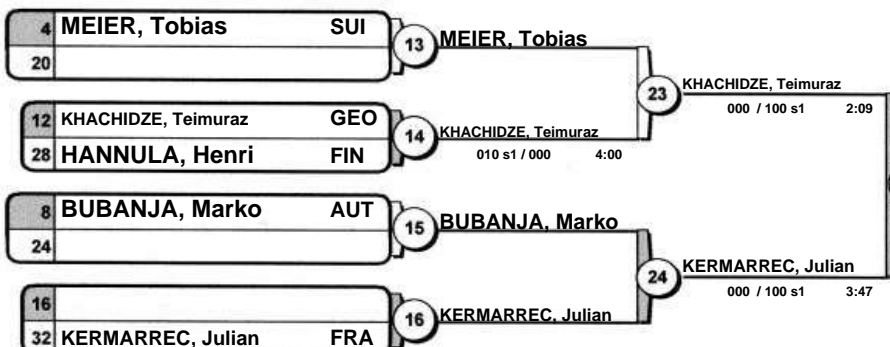 4 MEIER, Tobias SUI
20
13 MEIER, Tobias
12 KHACHIDZE, Teimuraz GEO
28 HANNULA, Henri FIN
14 KHACHIDZE, Teimuraz
010 s1 / 000 4:00
23 KHACHIDZE, Teimuraz
000 / 100 s1 2:09
8 BUBANJA, Marko AUT
24
15 BUBANJA, Marko
16
32 KERMARREC, Julian FRA
16 KERMARREC, Julian
24 KERMARREC, Julian
000 / 100 s1 3:47